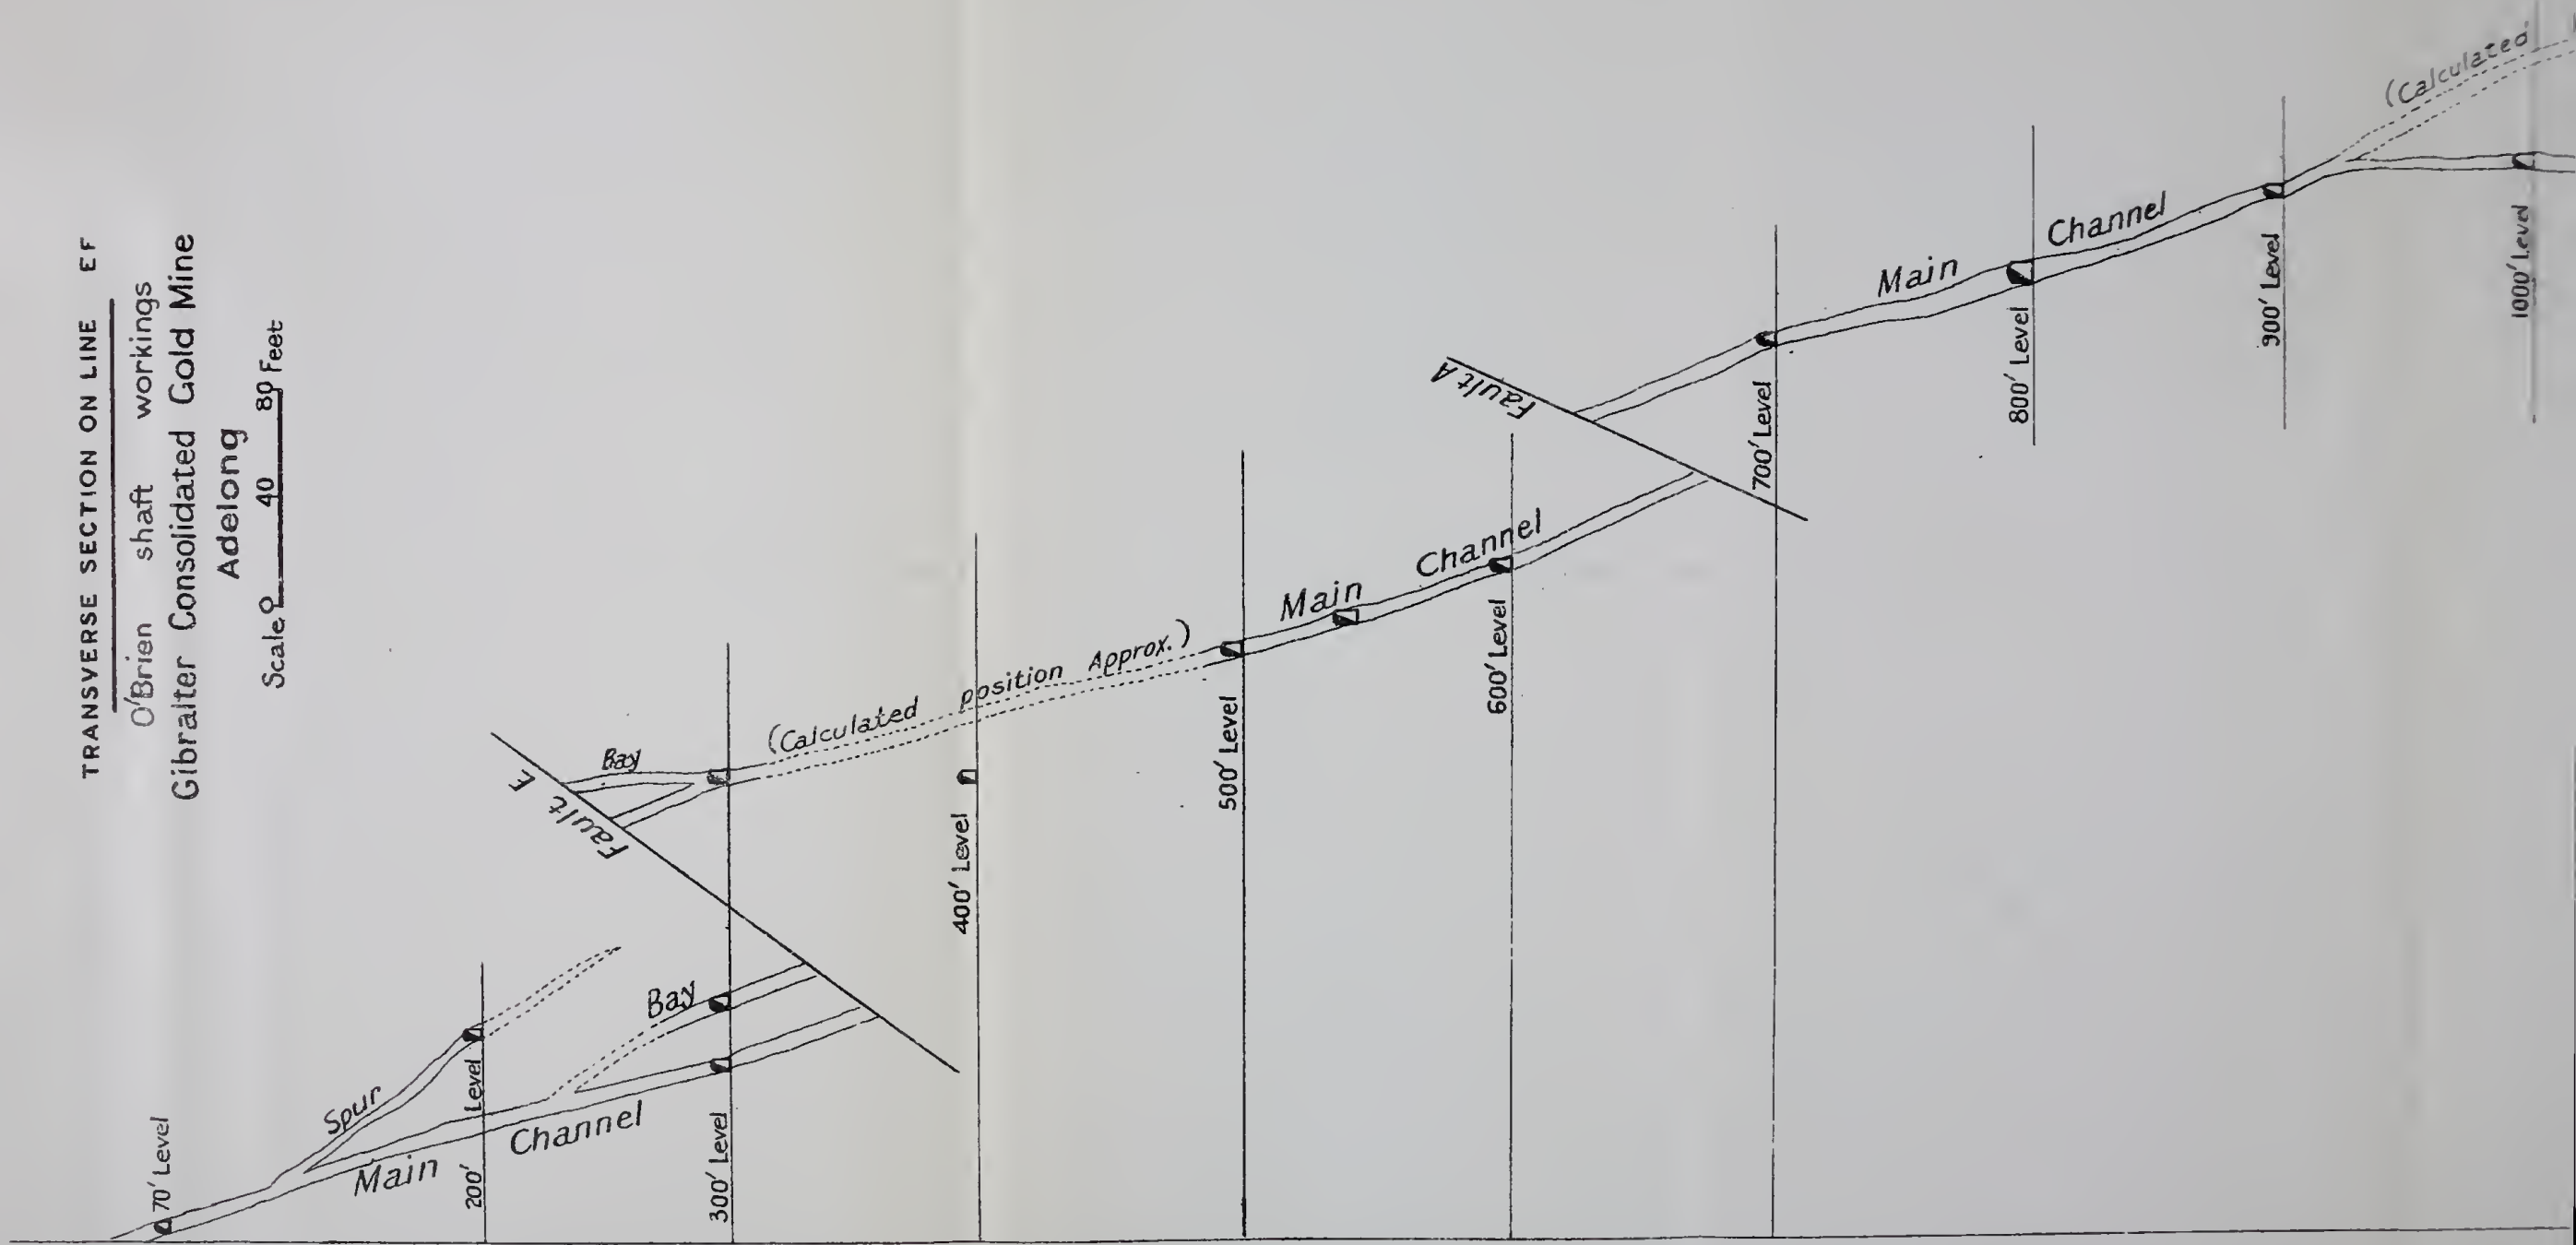 TRANSVERSE SECTION ON LINE EF
O'Brien shaft workings
Gibralter Consolidated Gold Mine
Adelong
Scale 0 40 80 Feet
70' Level
Spur
Main Channel
200' Level
Bay
300' Level
Fault E
Bay
(Calculated position Approx.)
400' Level
500' Level
Main Channel
600' Level
Fault A
700' Level
Main Channel
800' Level
900' Level
(Calculated
1000' Level